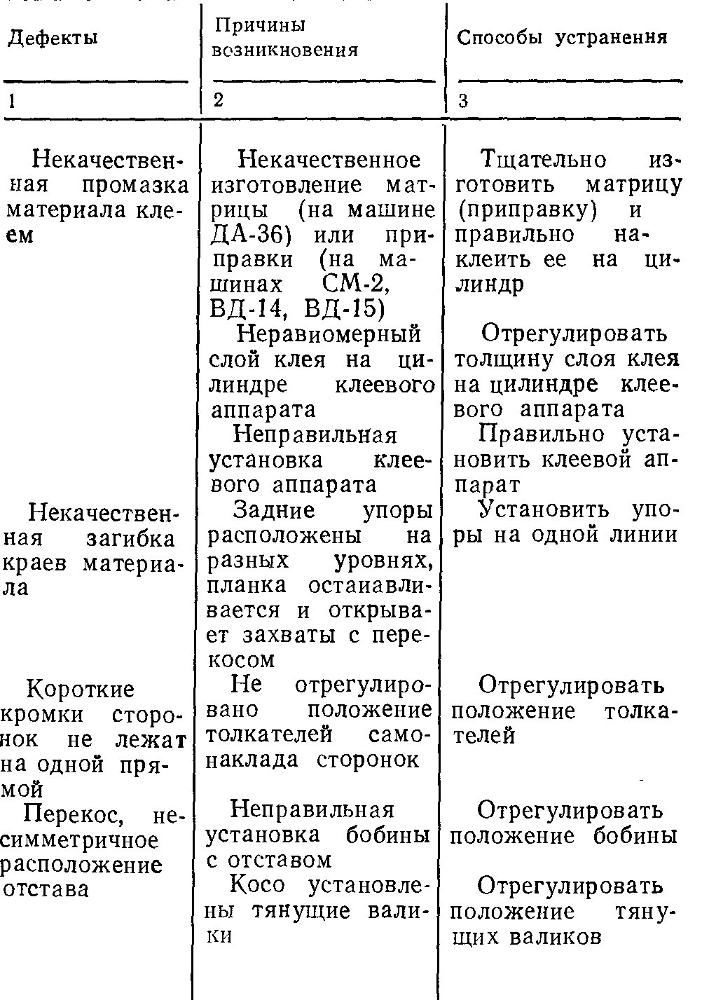 Дефекты
Причины
возникновения
Способы устранения
1
2
3
Некачествен-
ная промазка
материала кле-
ем
Некачественное
изготовление мат-
рицы (на машине
ДА-36) или при-
правки (на ма-
шинах СМ-2,
ВД-14, ВД-15)
Тщательно из-
готовить матрицу
(приправку) и
правильно на-
клеить ее на ци-
линдр
Неравиомерный
слой клея на ци-
линдре клеевого
аппарата
Отрегулировать
толщину слоя клея
на цилиндре клее-
вого аппарата
Неправильная
установка клее-
вого аппарата
Правильно уста-
новить клеевой ап-
парат
Некачествен-
ная загибка
краев материа-
ла
Задние упоры
расположены на
разных уровнях,
планка остаиавли-
вается и открыва-
ет захваты с пере-
косом
Установить упо-
ры на одной линии
Короткие
кромки сторо-
нок не лежат
на одной пря-
мой
Не отрегулиро-
вано положение
толкателей само-
наклада сторонок
Отрегулировать
положение толка-
телей
Перекос, не-
симметричное
расположение
отстава
Неправильная
установка бобины
с отставом
Отрегулировать
положение бобины
Косо установле-
ны тянущие вали-
ки
Отрегулировать
положение тяну-
щих валиков